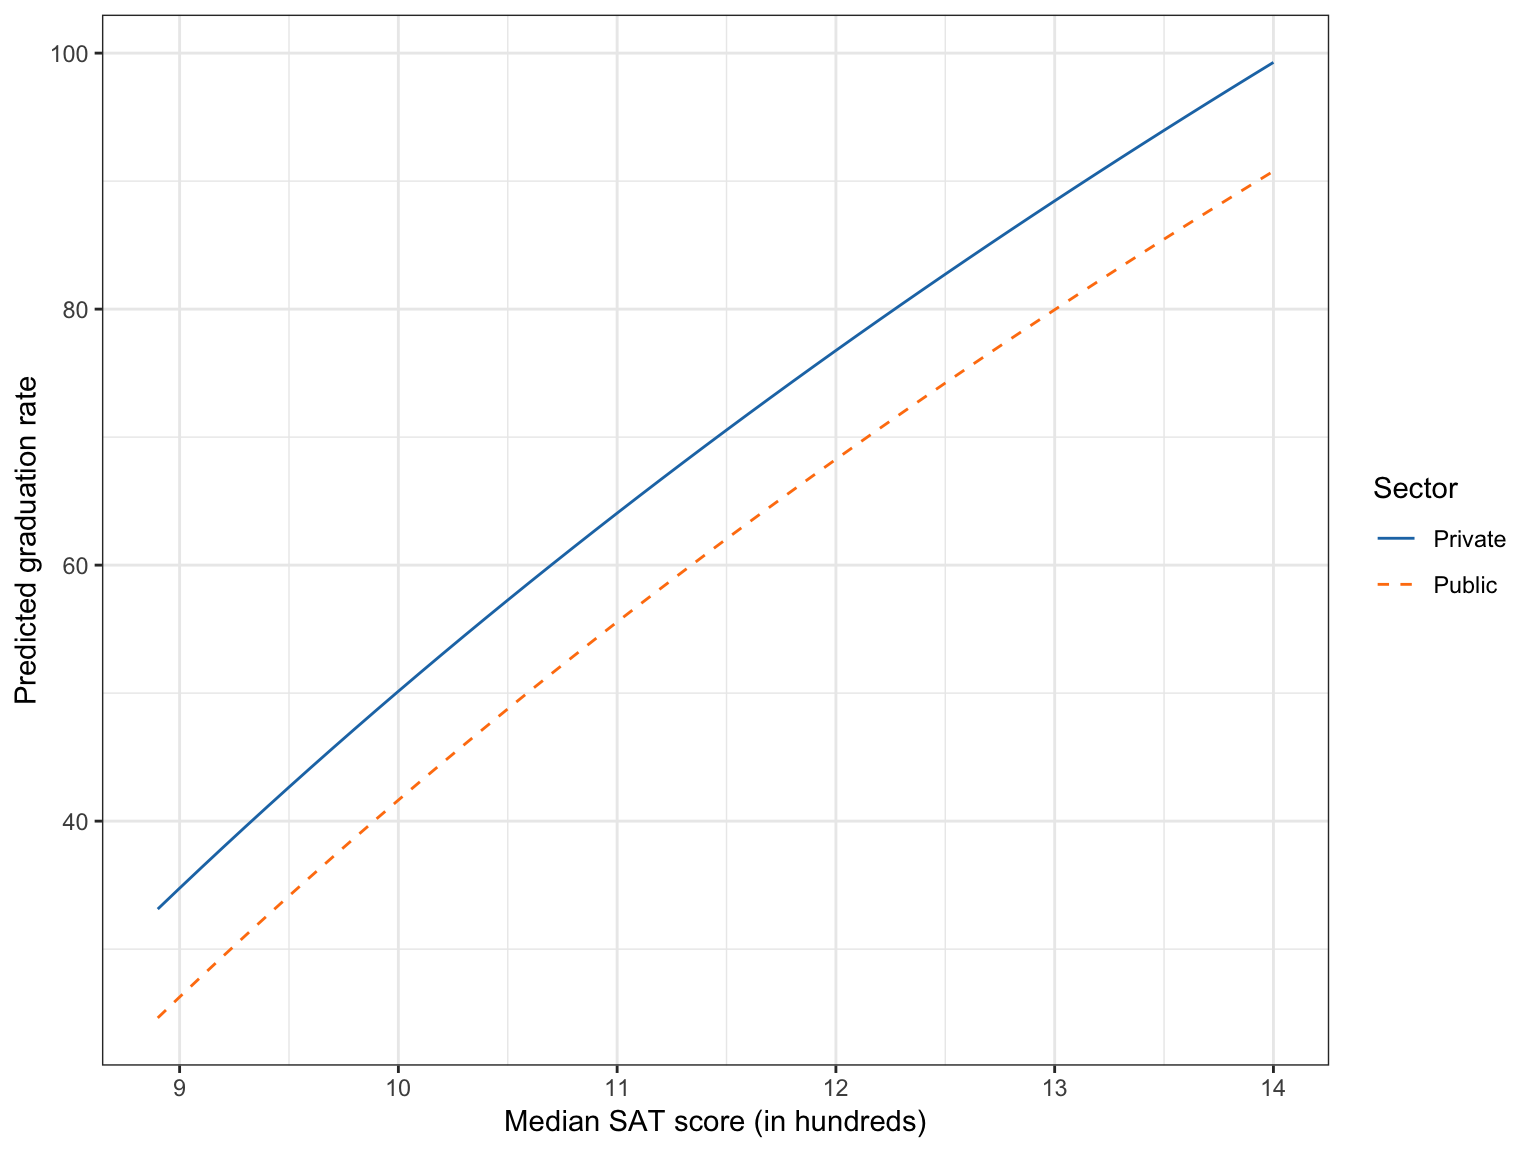 100
80
60
40
Predicted graduation rate
9 10 11 12 13 14
Median SAT score (in hundreds)
Sector
Private
Public